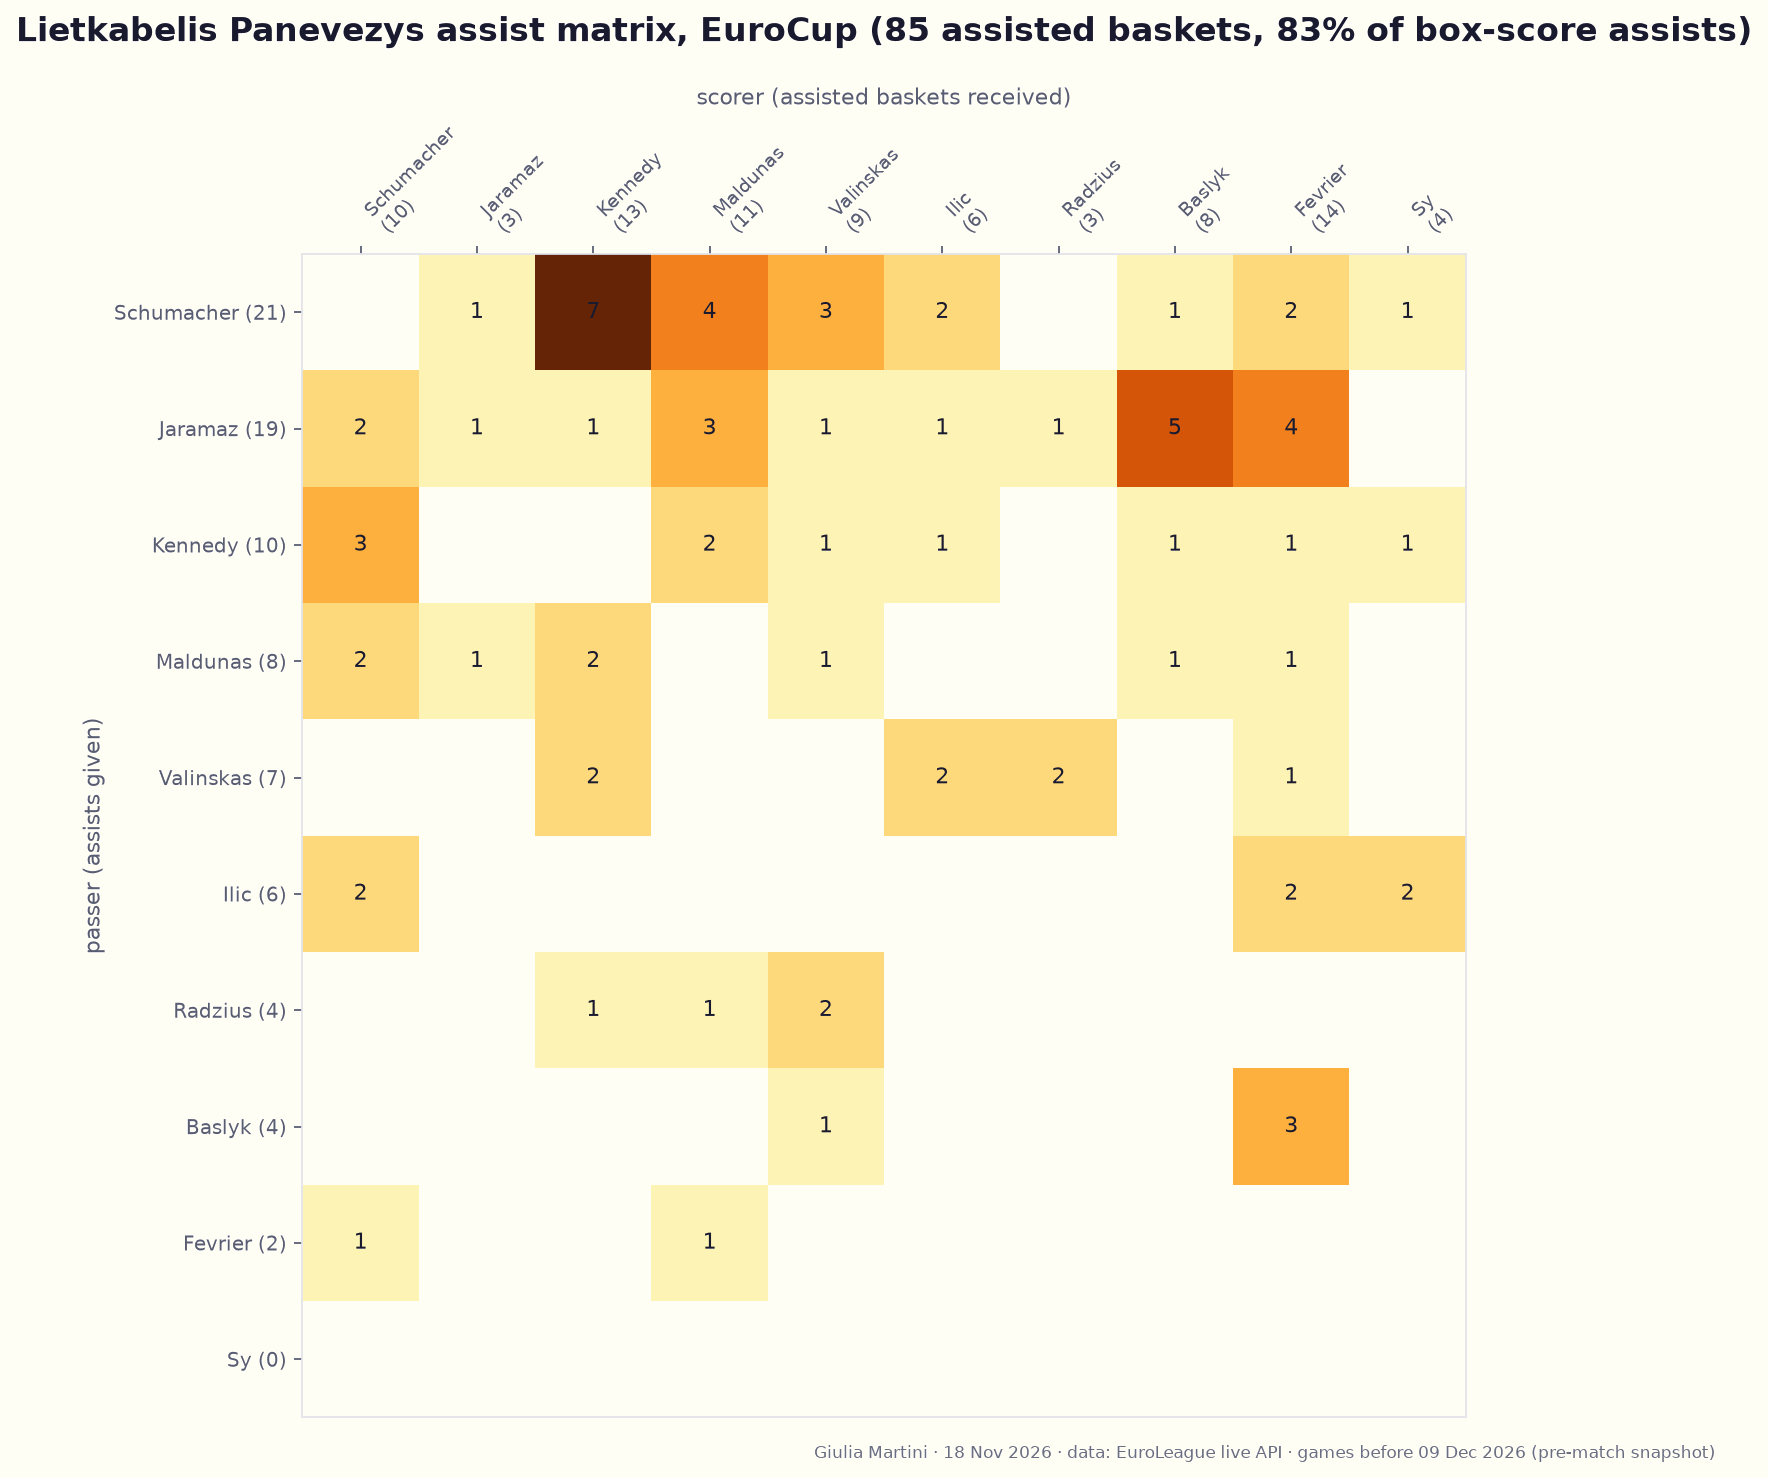 Lietkabelis Panevezys assist matrix, EuroCup (85 assisted baskets, 83% of box-score assists)
scorer (assisted baskets received)
Schumacher
(10)
Jaramaz
(3)
Kennedy
(13)
Maldunas
(11)
Valinskas
(9)
Ilic
(6)
Radzius
(3)
Baslyk
(8)
Fevrier
(14)
Sy
(4)
passer (assists given)
Schumacher (21) 1 7 4 3 2 1 2 1
Jaramaz (19) 2 1 1 3 1 1 1 5 4
Kennedy (10) 3 2 1 1 1 1 1
Maldunas (8) 2 1 2 1 1 1
Valinskas (7) 2 2 2 1
Ilic (6) 2 2 2
Radzius (4) 1 1 2
Baslyk (4) 1 3
Fevrier (2) 1 1
Sy (0)
Giulia Martini · 18 Nov 2026 · data: EuroLeague live API · games before 09 Dec 2026 (pre-match snapshot)